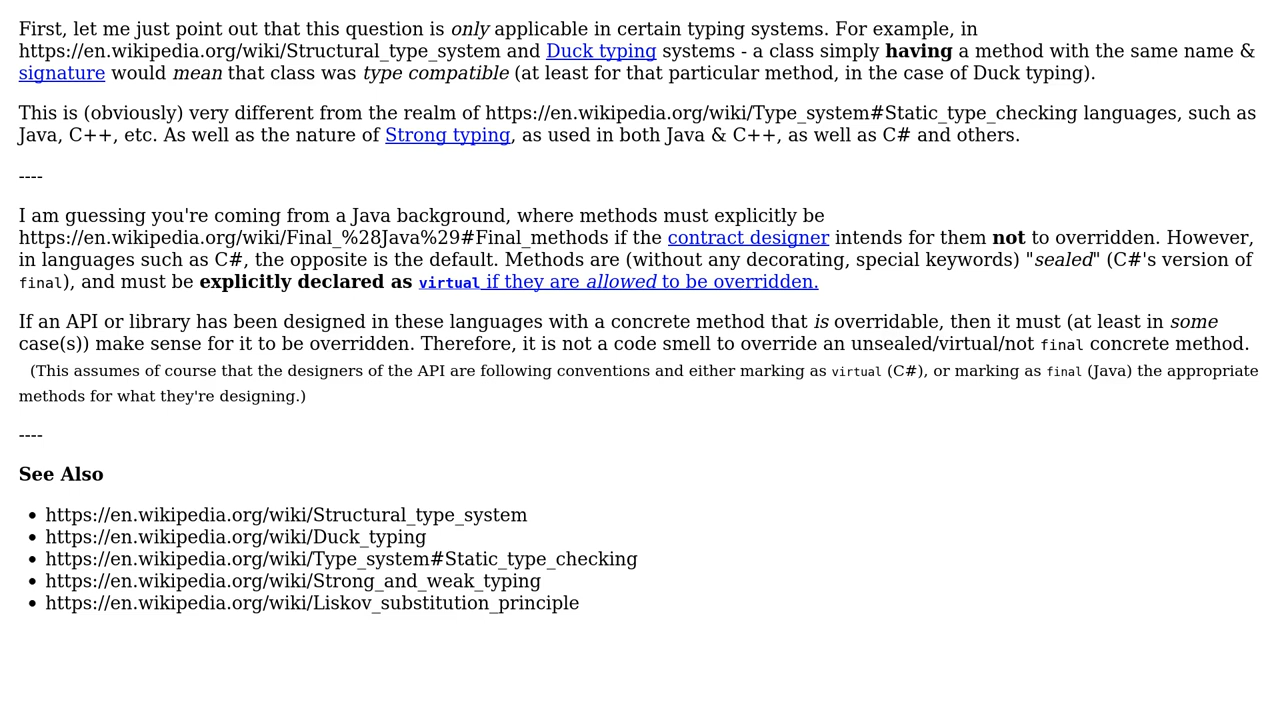 First, let me just point out that this question is only applicable in certain typing systems. For example, in
https://en.wikipedia.org/wiki/Structural_type_system and Duck typing systems - a class simply having a method with the same name &
signature would mean that class was type compatible (at least for that particular method, in the case of Duck typing).
This is (obviously) very different from the realm of https://en.wikipedia.org/wiki/Type_system#Static_type_checking languages, such as
Java, C++, etc. As well as the nature of Strong typing, as used in both Java & C++, as well as C# and others.
----
I am guessing you're coming from a Java background, where methods must explicitly be
https://en.wikipedia.org/wiki/Final_%28Java%29#Final_methods if the contract designer intends for them not to overridden. However,
in languages such as C#, the opposite is the default. Methods are (without any decorating, special keywords) "sealed" (C#'s version of
final), and must be explicitly declared as virtual if they are allowed to be overridden.
If an API or library has been designed in these languages with a concrete method that is overridable, then it must (at least in some
case(s)) make sense for it to be overridden. Therefore, it is not a code smell to override an unsealed/virtual/not final concrete method.
(This assumes of course that the designers of the API are following conventions and either marking as virtual (C#), or marking as final (Java) the appropriate
methods for what they're designing.)
----
See Also
• https://en.wikipedia.org/wiki/Structural_type_system
• https://en.wikipedia.org/wiki/Duck_typing
• https://en.wikipedia.org/wiki/Type_system#Static_type_checking
• https://en.wikipedia.org/wiki/Strong_and_weak_typing
• https://en.wikipedia.org/wiki/Liskov_substitution_principle